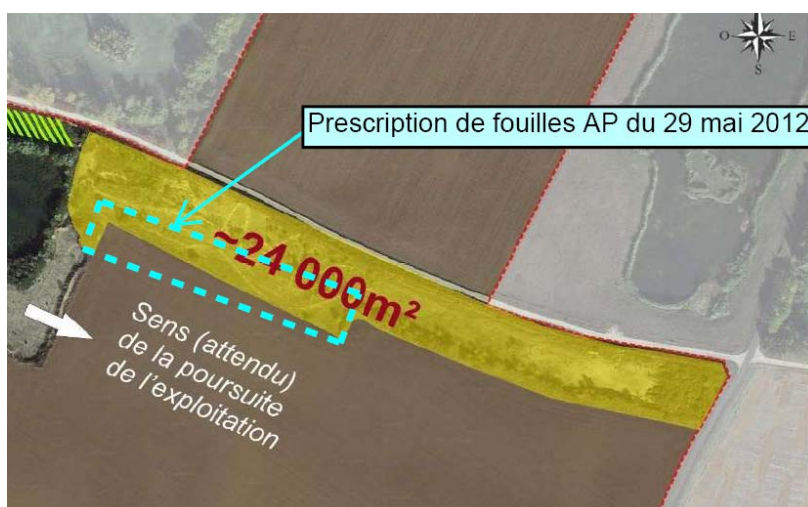 O E
S
Prescription de fouilles AP du 29 mai 2012
~24 000m²
Sens (attendu)
de la poursuite
de l'exploitation